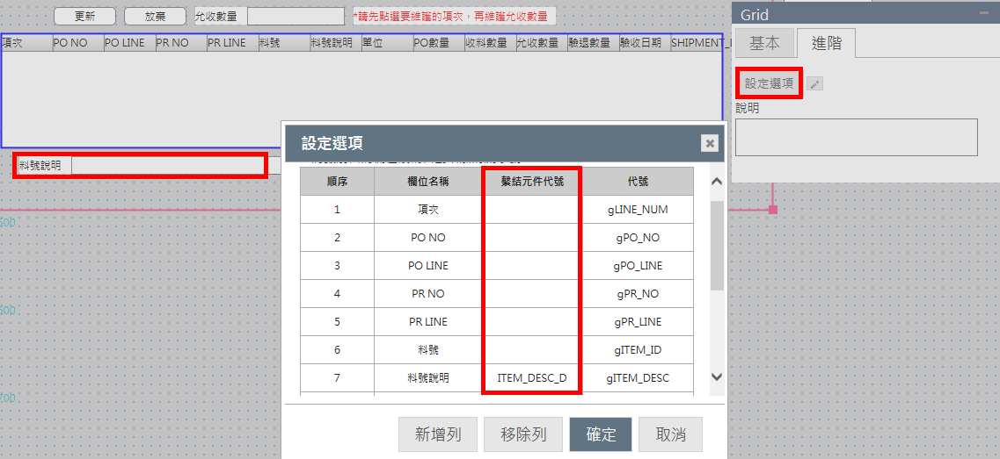 更新 放棄 允收數量 *請先點選要維護的項次，再維護允收數量
項次 PO NO PO LINE PR NO PR LINE 料號 料號說明 單位 PO數量 收料數量 允收數量 驗退數量 驗收日期 SHIPMENT_
Grid
基本 進階
設定選項
說明
料號說明
設定選項
順序 欄位名稱 繫結元件代號 代號
1 項次 gLINE_NUM
2 PO NO gPO_NO
3 PO LINE gPO_LINE
4 PR NO gPR_NO
5 PR LINE gPR_LINE
6 料號 gITEM_ID
7 料號說明 ITEM_DESC_D gITEM_DESC
新增列 移除列 確定 取消